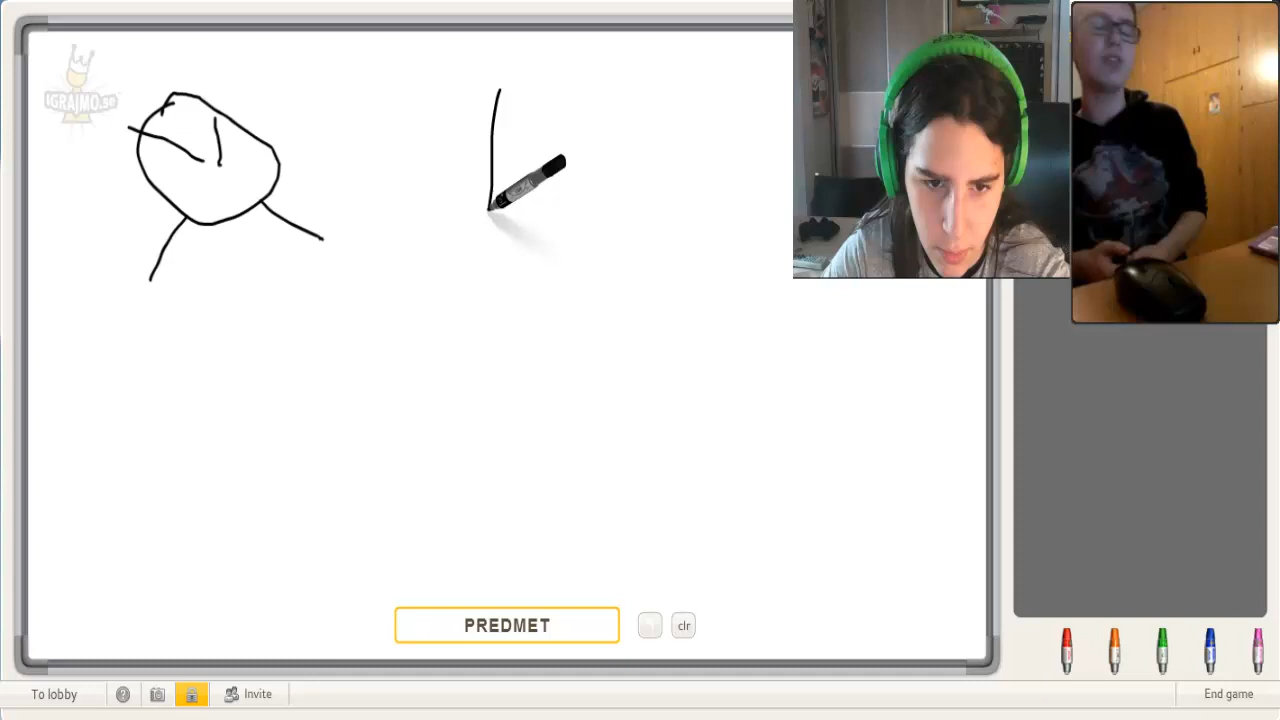 IGRAJMO.se
PREDMET
clr
To lobby
?
Invite
End game